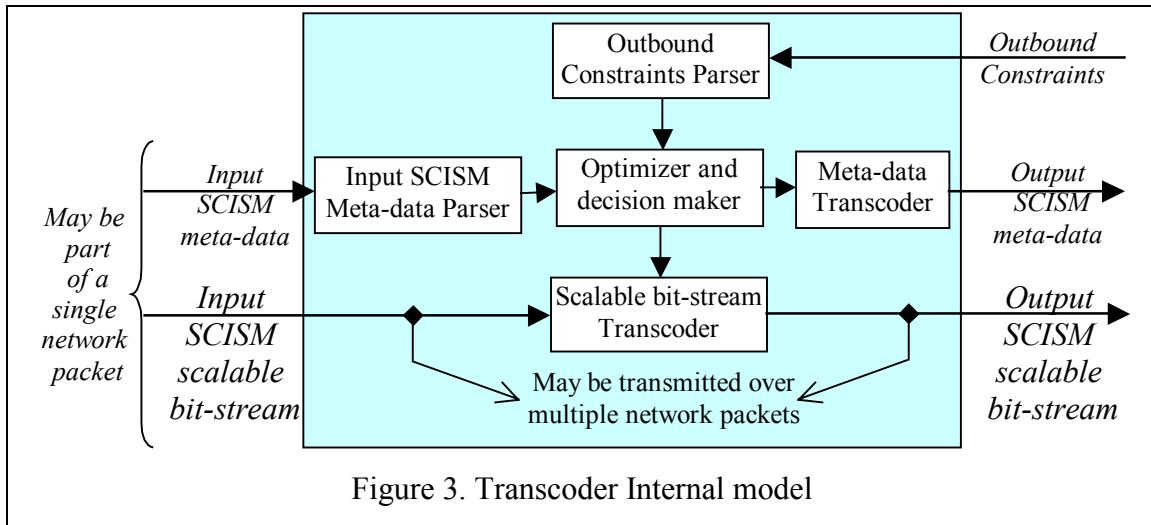 Outbound
Constraints Parser
Outbound
Constraints
May be
part
of a
single
network
packet
Input
SCISM
meta-data
Input SCISM
Meta-data Parser
Optimizer and
decision maker
Meta-data
Transcoder
Output
SCISM
meta-data
Input
SCISM
scalable
bit-stream
Scalable bit-stream
Transcoder
Output
SCISM
scalable
bit-stream
May be transmitted over
multiple network packets
Figure 3. Transcoder Internal model